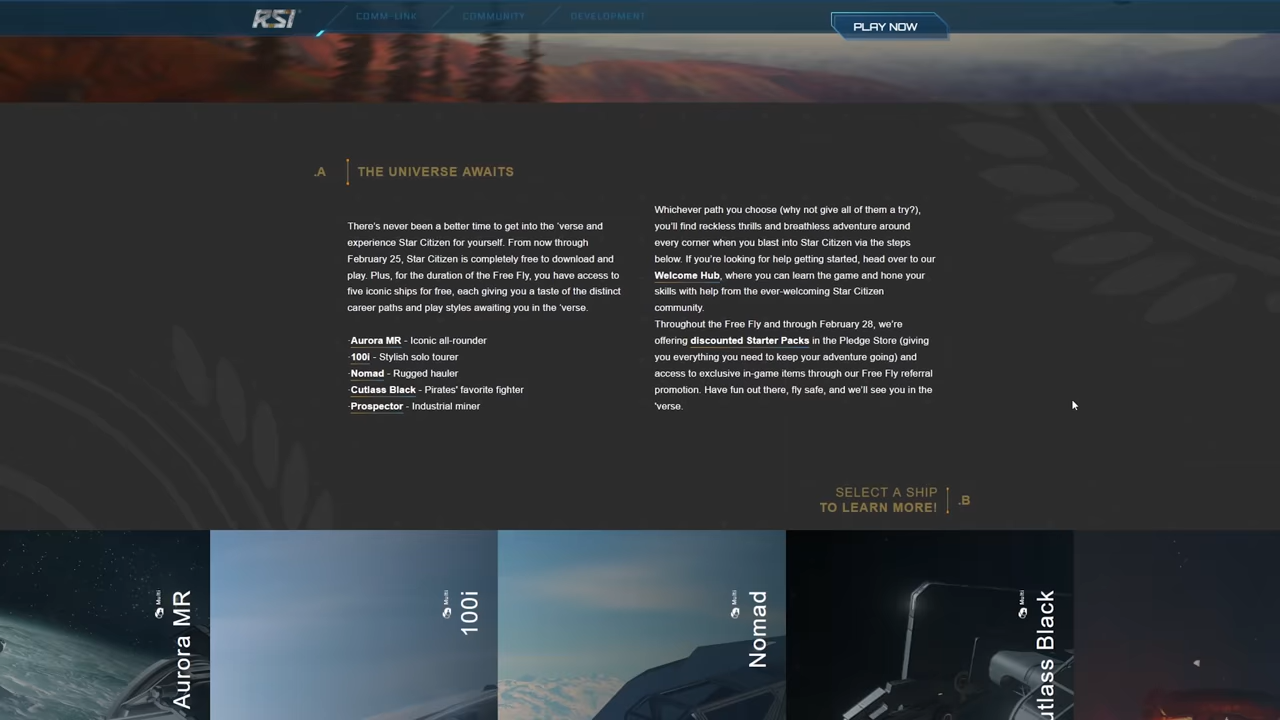 RSI
COMM-LINK
COMMUNITY
DEVELOPMENT
PLAY NOW
.A
THE UNIVERSE AWAITS
There's never been a better time to get into the 'verse and
experience Star Citizen for yourself. From now through
February 25, Star Citizen is completely free to download and
play. Plus, for the duration of the Free Fly, you have access to
five iconic ships for free, each giving you a taste of the distinct
career paths and play styles awaiting you in the 'verse.
·Aurora MR - Iconic all-rounder
·100i - Stylish solo tourer
·Nomad - Rugged hauler
·Cutlass Black - Pirates' favorite fighter
·Prospector - Industrial miner
Whichever path you choose (why not give all of them a try?),
you'll find reckless thrills and breathless adventure around
every corner when you blast into Star Citizen via the steps
below. If you're looking for help getting started, head over to our
Welcome Hub, where you can learn the game and hone your
skills with help from the ever-welcoming Star Citizen
community.
Throughout the Free Fly and through February 28, we're
offering discounted Starter Packs in the Pledge Store (giving
you everything you need to keep your adventure going) and
access to exclusive in-game items through our Free Fly referral
promotion. Have fun out there, fly safe, and we'll see you in the
'verse.
SELECT A SHIP
TO LEARN MORE!
.B
Multi
Aurora MR
Multi
100i
Multi
Nomad
Multi
utlass Black